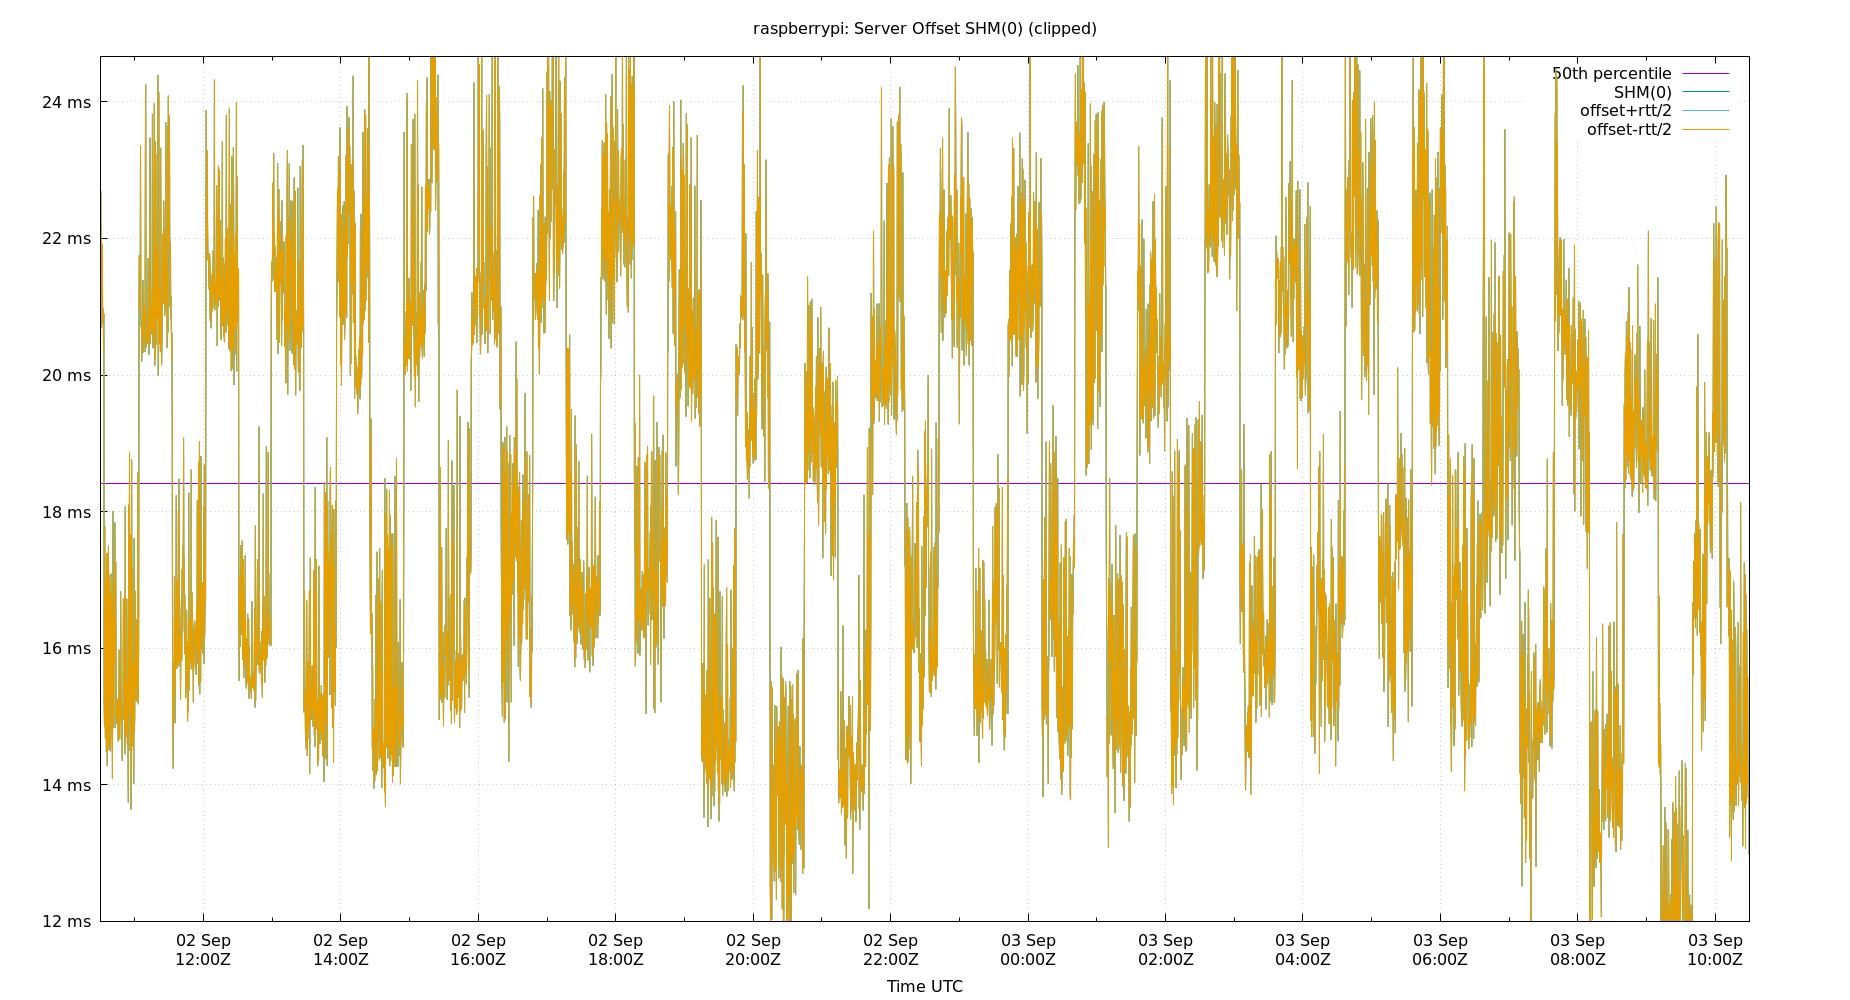 raspberrypi: Server Offset SHM(0) (clipped)
50th percentile
SHM(0)
offset+rtt/2
offset-rtt/2
24 ms
22 ms
20 ms
18 ms
16 ms
14 ms
12 ms
02 Sep 02 Sep 02 Sep 02 Sep 02 Sep 02 Sep 03 Sep 03 Sep 03 Sep 03 Sep 03 Sep 03 Sep
12:00Z 14:00Z 16:00Z 18:00Z 20:00Z 22:00Z 00:00Z 02:00Z 04:00Z 06:00Z 08:00Z 10:00Z
Time UTC